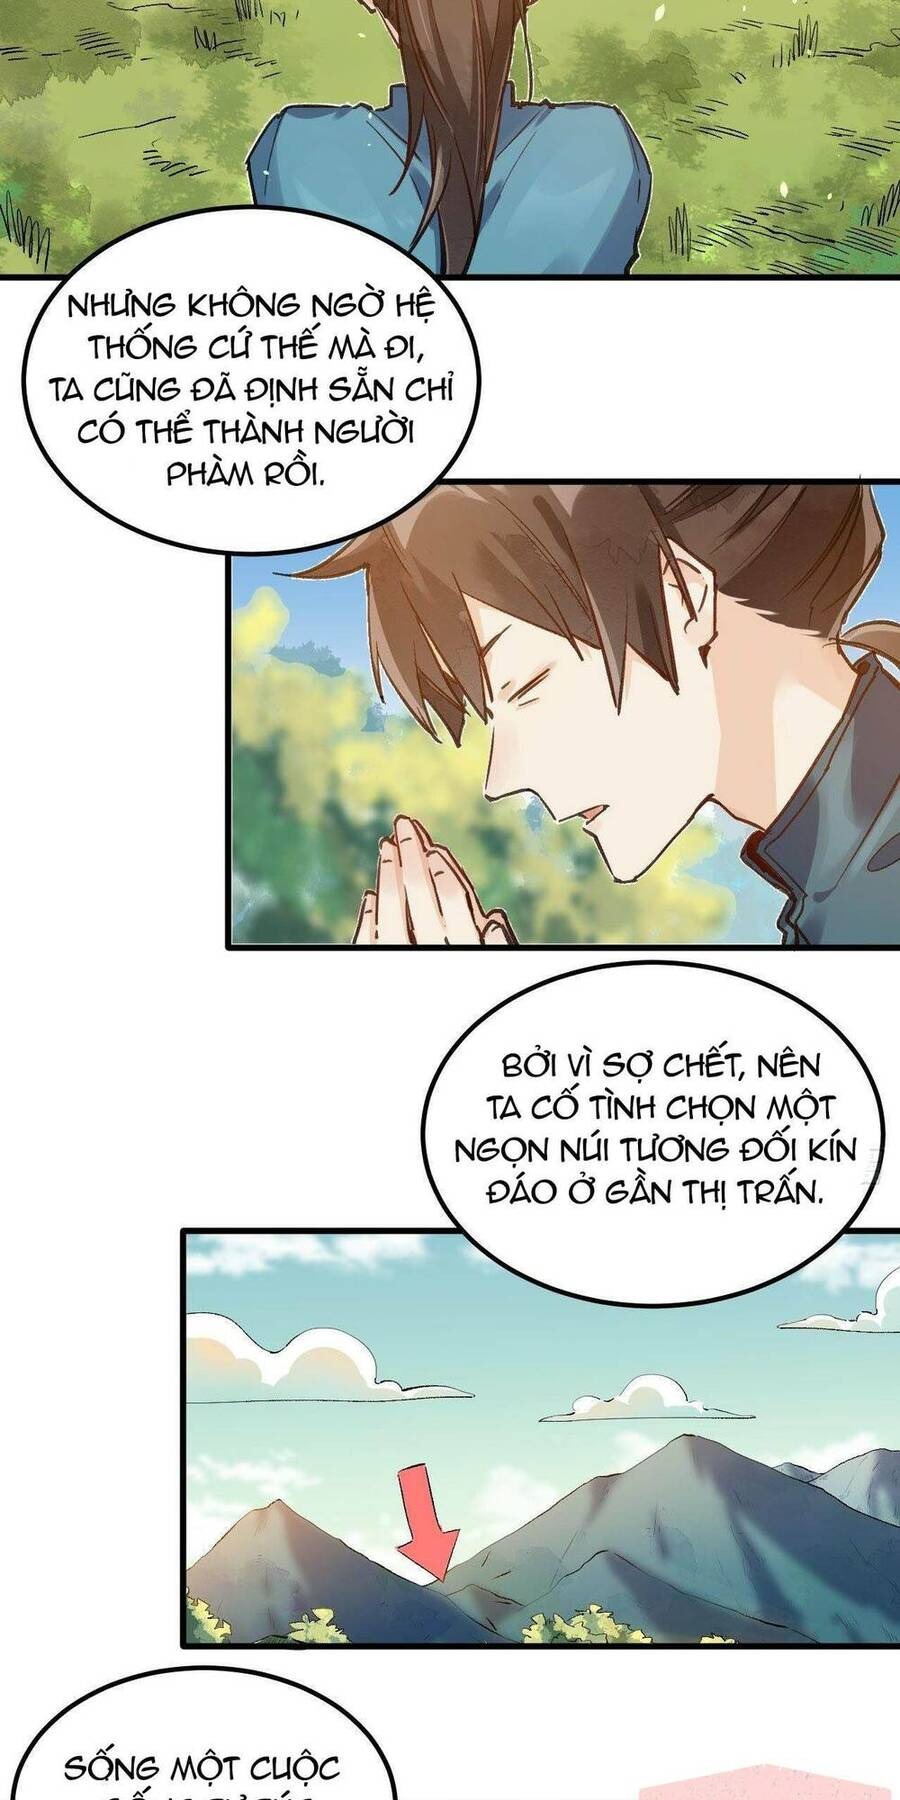 NHƯNG KHÔNG NGỜ HỆ
THỐNG CỨ THẾ MÀ ĐI,
TA CŨNG ĐÃ ĐỊNH SẴN CHỈ
CÓ THỂ THÀNH NGƯỜI
PHÀM RỒI.
BỞI VÌ SỢ CHẾT, NÊN
TA CỐ TÌNH CHỌN MỘT
NGỌN NÚI TƯƠNG ĐỐI KÍN
ĐÁO Ở GẦN THỊ TRẤN.
SỐNG MỘT CUỘC